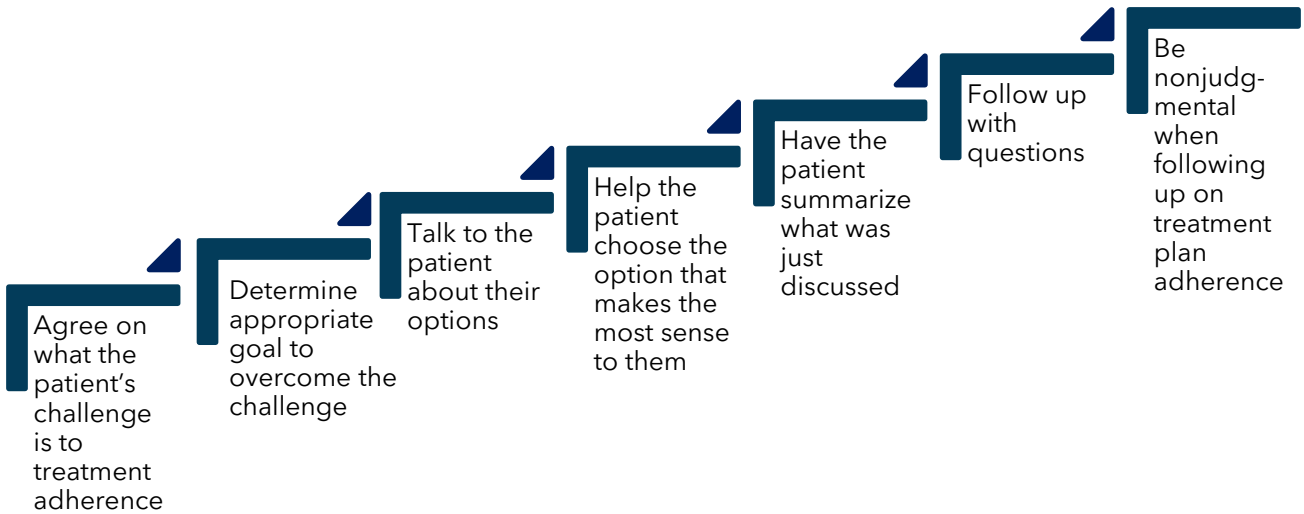 Agree on
what the
patient’s
challenge
is to
treatment
adherence
Determine
appropriate
goal to
overcome the
challenge
Talk to the
patient
about their
options
Help the
patient
choose the
option that
makes the
most sense
to them
Have the
patient
summarize
what was
just
discussed
Follow up
with
questions
Be
nonjudg-
mental
when
following
up on
treatment
plan
adherence